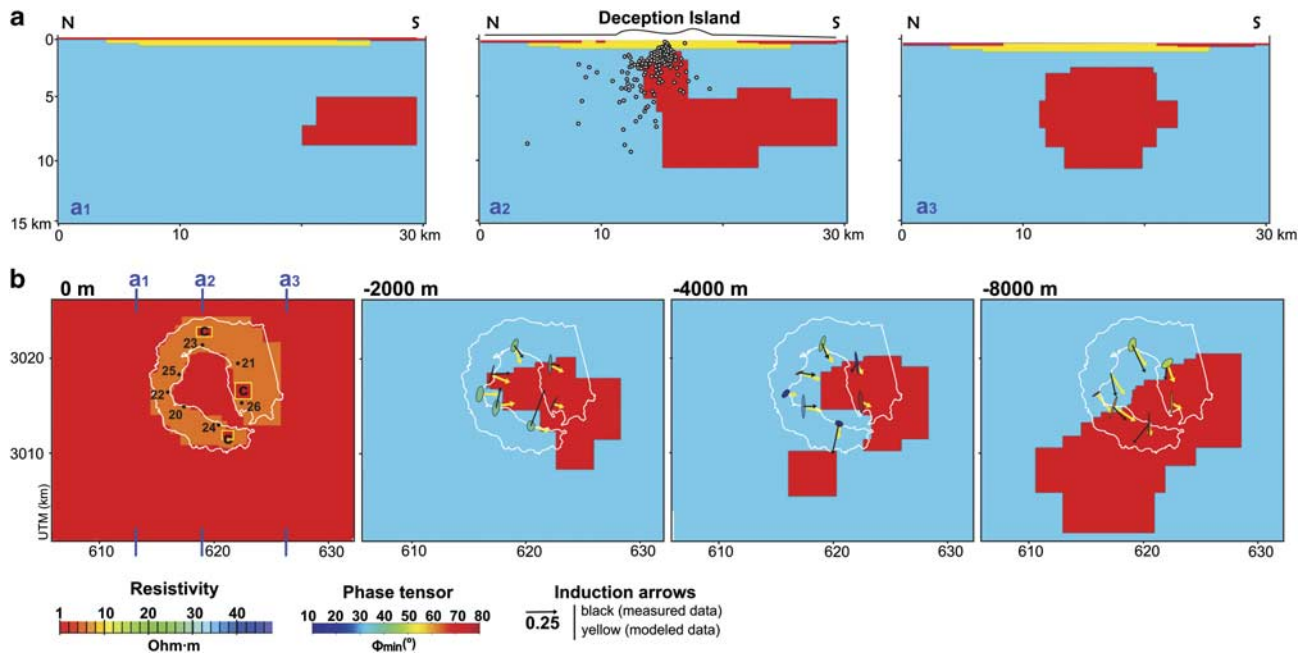 a
N S
0
5
10
15 km
a1
0 10 20 30 km
Deception Island
N S
a2
0 10 30 km
N S
a3
0 10 30 km
b
0 m
a1 a2 a3
3020
3010
UTM (km)
C
23
21
25
C
22
26
20
24
C
610 620 630
-2000 m
610 620 630
-4000 m
610 620 630
-8000 m
610 620 630
Resistivity
1 10 20 30 40
Ohm·m
Phase tensor
10 20 30 40 50 60 70 80
Φmin(º)
Induction arrows
0.25
black (measured data)
yellow (modeled data)